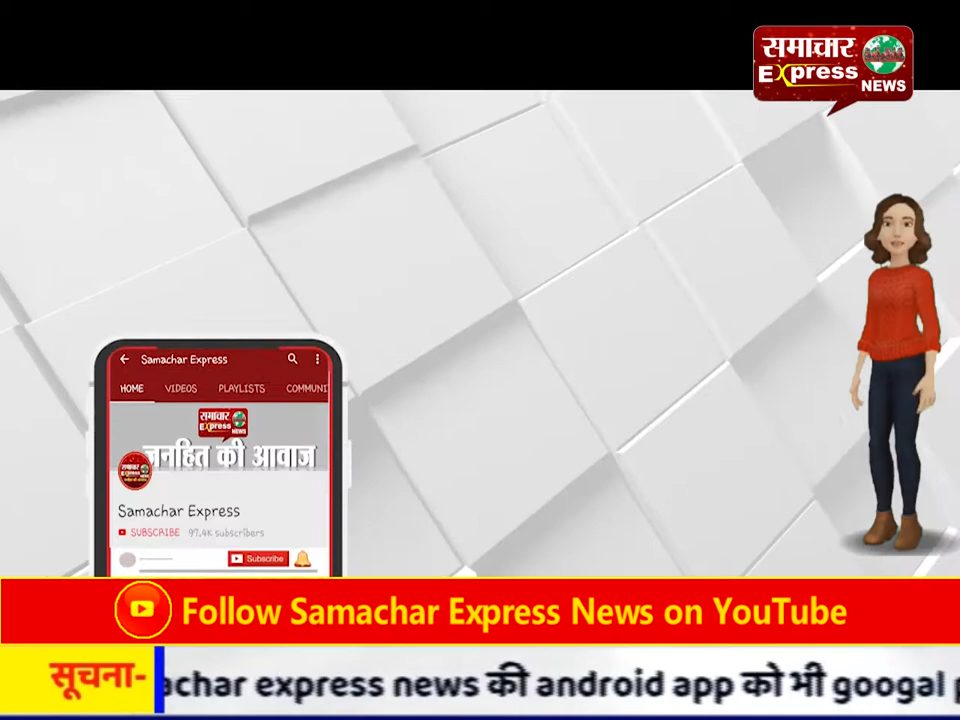 समाचार
Express
NEWS
Samachar Express
HOME VIDEOS PLAYLISTS COMMUNI
समाचार
Express
NEWS
जनहित की आवाज
Samachar Express
SUBSCRIBE 97.4K subscribers
Subscribe
Follow Samachar Express News on YouTube
सूचना- achar express news की android app को भी googal p